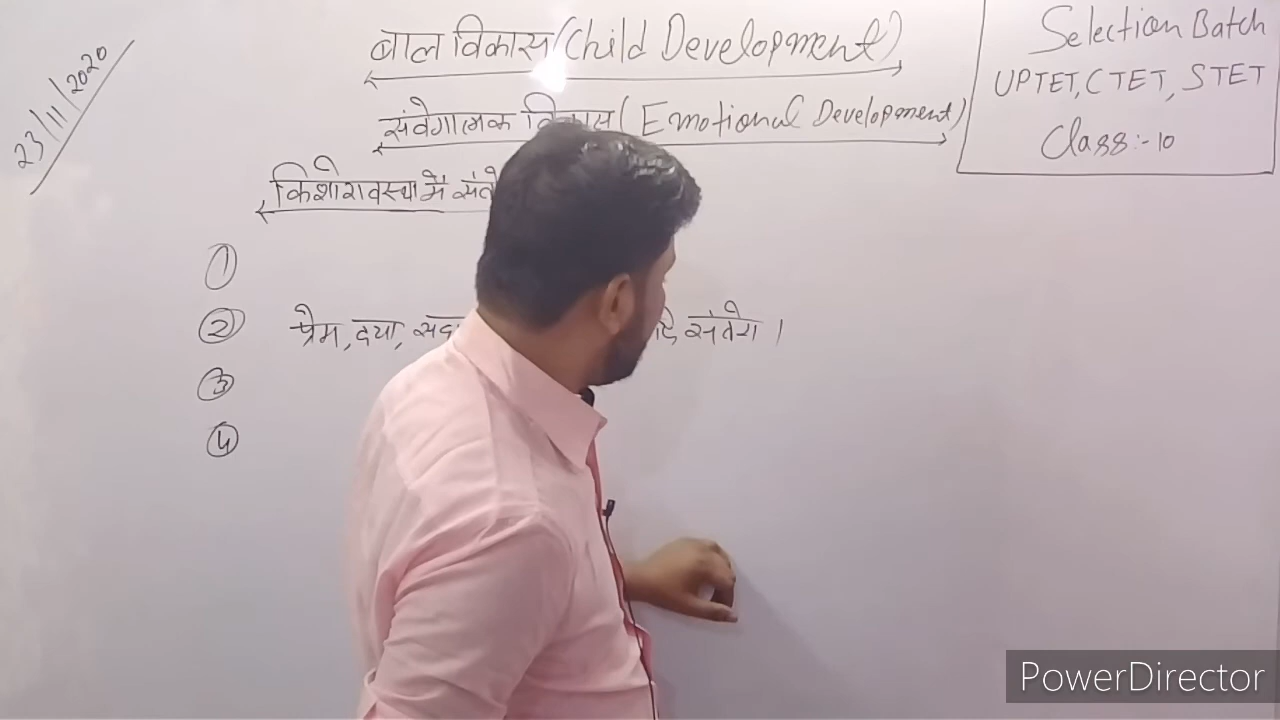 23/11/2020
बाल विकास (Child Development)
संवेगात्मक विकास (Emotional Development)
Selection Batch
UPTET, CTET, STET
Class:- 10
किशोरावस्था में
①
② प्रेम, दया, संवेग ।
③
④
PowerDirector